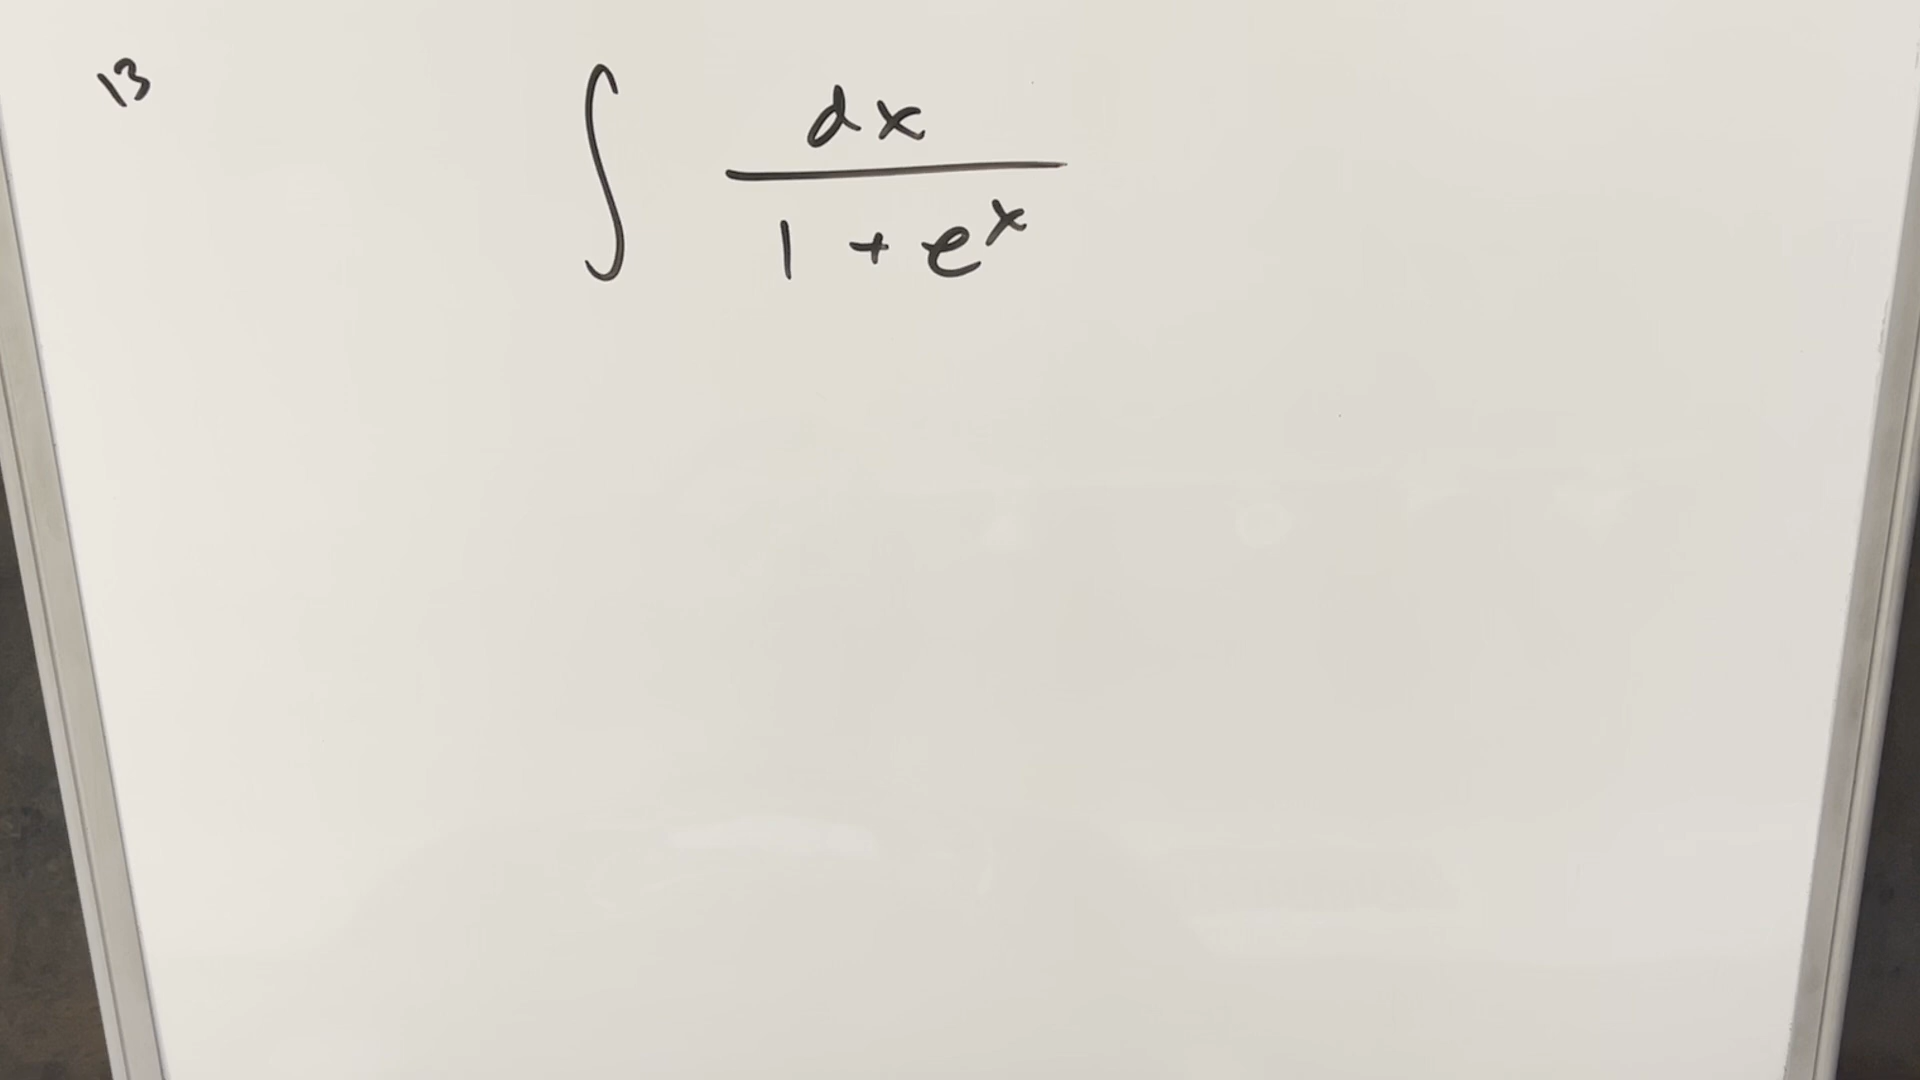 13
∫ dx / (1 + e^x)